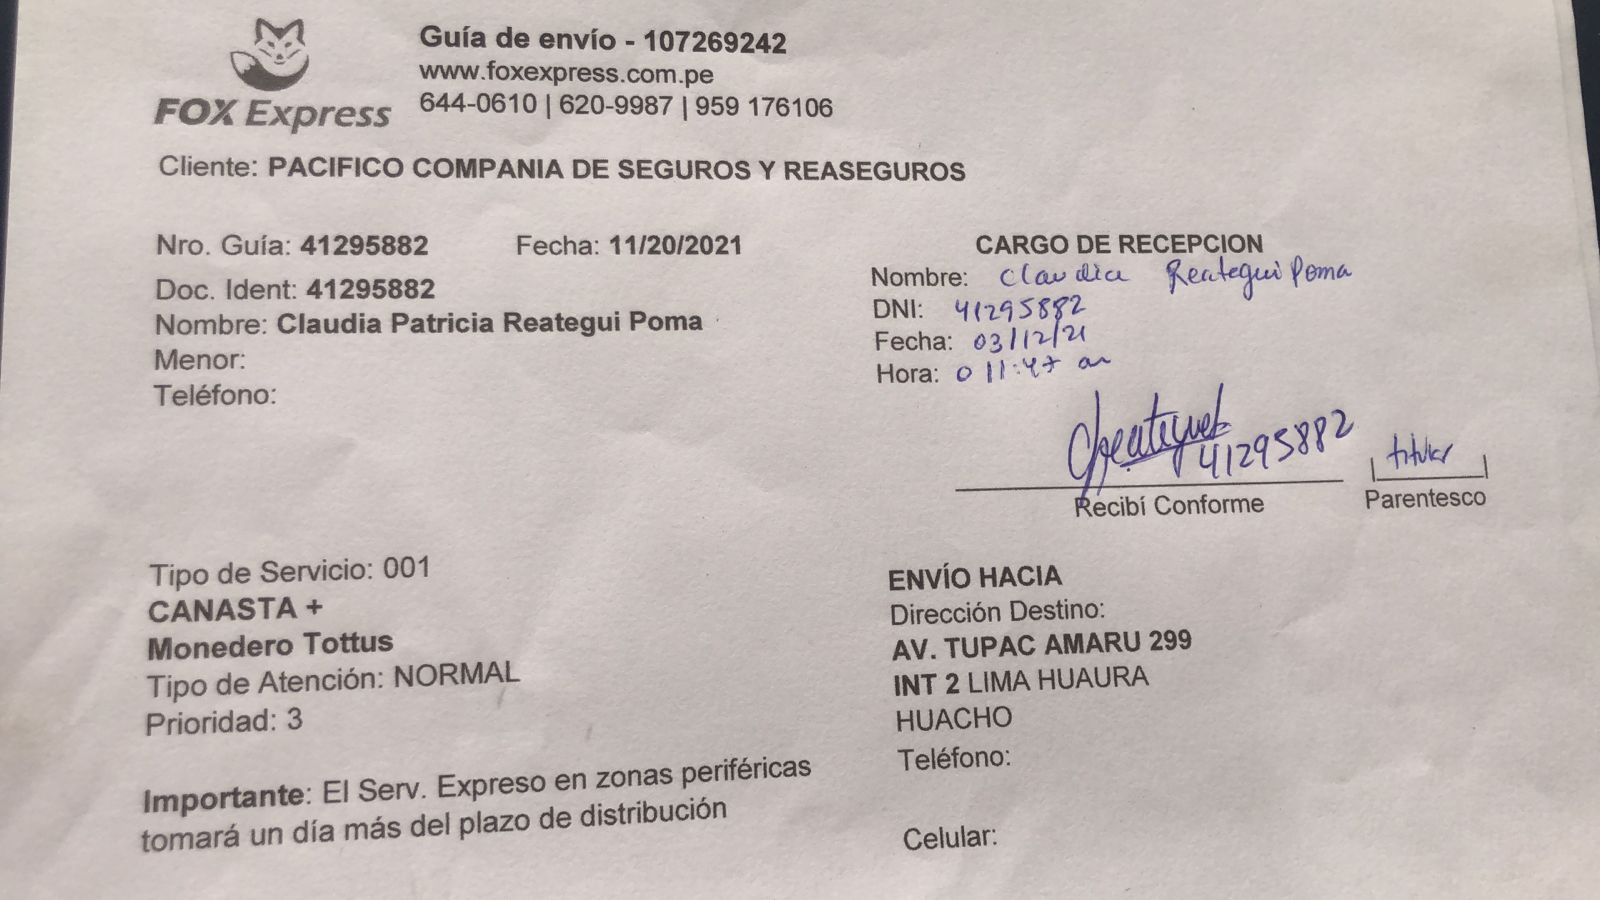 FOX Express
Guía de envío - 107269242
www.foxexpress.com.pe
644-0610 | 620-9987 | 959 176106
Cliente: PACIFICO COMPANIA DE SEGUROS Y REASEGUROS
Nro. Guía: 41295882 Fecha: 11/20/2021
Doc. Ident: 41295882
Nombre: Claudia Patricia Reategui Poma
Menor:
Teléfono:
CARGO DE RECEPCION
Nombre: Claudia Reategui Poma
DNI: 41295882
Fecha: 03/12/21
Hora: 11:47 am
41295882
Recibí Conforme
titular
Parentesco
Tipo de Servicio: 001
CANASTA +
Monedero Tottus
Tipo de Atención: NORMAL
Prioridad: 3
Importante: El Serv. Expreso en zonas periféricas
tomará un día más del plazo de distribución
ENVÍO HACIA
Dirección Destino:
AV. TUPAC AMARU 299
INT 2 LIMA HUAURA
HUACHO
Teléfono:
Celular: